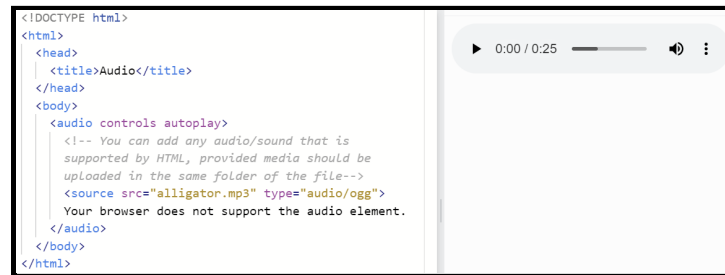 <!DOCTYPE html>
<html>
<head>
<title>Audio</title>
</head>
<body>
<audio controls autoplay>
<!-- You can add any audio/sound that is
supported by HTML, provided media should be
uploaded in the same folder of the file-->
<source src="alligator.mp3" type="audio/ogg">
Your browser does not support the audio element.
</audio>
</body>
</html>
0:00 / 0:25